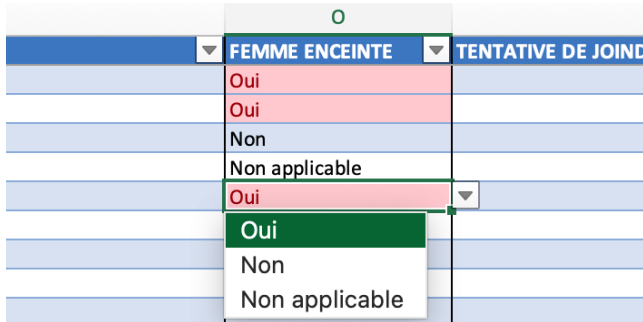 O
FEMME ENCEINTE TENTATIVE DE JOIND
Oui
Oui
Non
Non applicable
Oui
Oui
Non
Non applicable